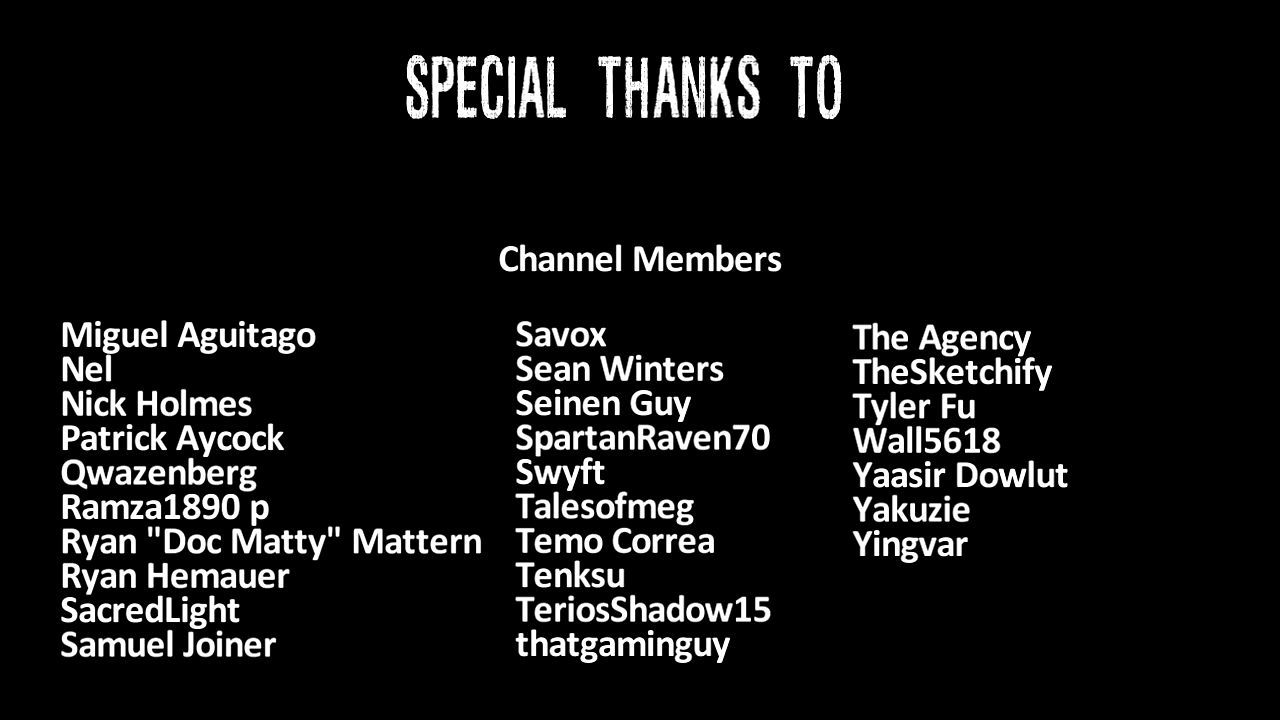 SPECIAL THANKS TO
Channel Members
Miguel Aguitago
Nel
Nick Holmes
Patrick Aycock
Qwazenberg
Ramza1890 p
Ryan "Doc Matty" Mattern
Ryan Hemauer
SacredLight
Samuel Joiner
Savox
Sean Winters
Seinen Guy
SpartanRaven70
Swyft
Talesofmeg
Temo Correa
Tenksu
TeriosShadow15
thatgaminguy
The Agency
TheSketchify
Tyler Fu
Wall5618
Yaasir Dowlut
Yakuzie
Yingvar